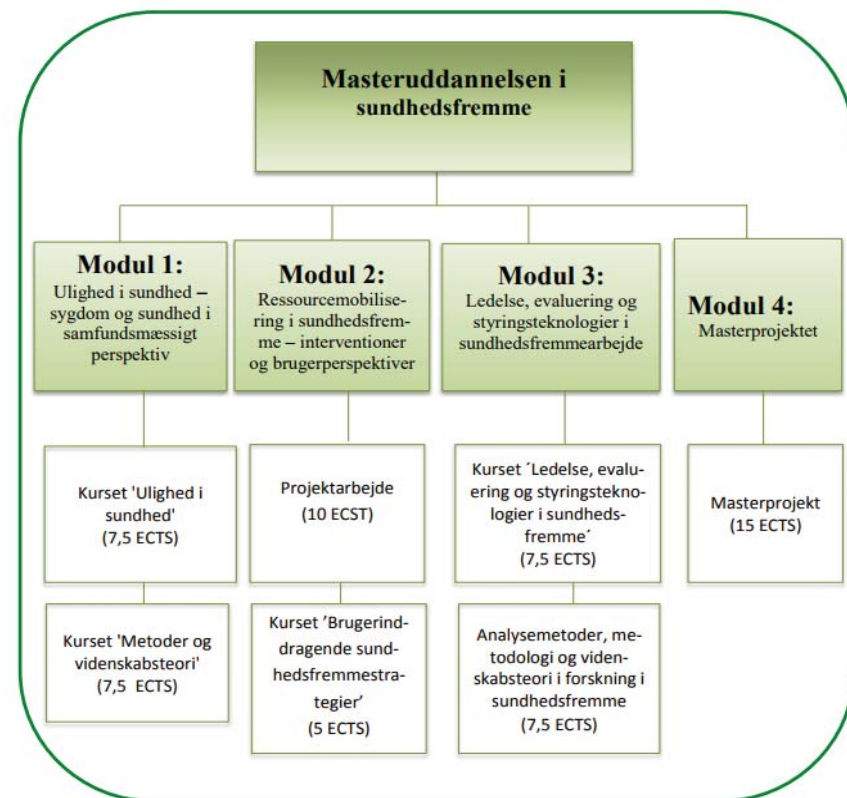 Masteruddannelsen i
sundhedsfremme
Modul 1:
Ulighed i sundhed –
sygdom og sundhed i
samfundsmæssigt
perspektiv
Modul 2:
Ressourcemobilise-
ring i sundhedsfrem-
me – interventioner
og brugerperspektiver
Modul 3:
Ledelse, evaluering og
styringsteknologier i
sundhedsfremmearbejde
Modul 4:
Masterprojektet
Kurset 'Ulighed i
sundhed'
(7,5 ECTS)
Projektarbejde
(10 ECST)
Kurset ´Ledelse, evalu-
ering og styringstekno-
logier i sundheds-
fremme´
(7,5 ECTS)
Masterprojekt
(15 ECTS)
Kurset 'Metoder og
videnskabsteori'
(7,5 ECTS)
Kurset ’Brugerind-
dragende sund-
hedsfremmestra-
tegier’
(5 ECTS)
Analysemetoder, me-
todologi og viden-
skabsteori i forskning i
sundhedsfremme
(7,5 ECTS)